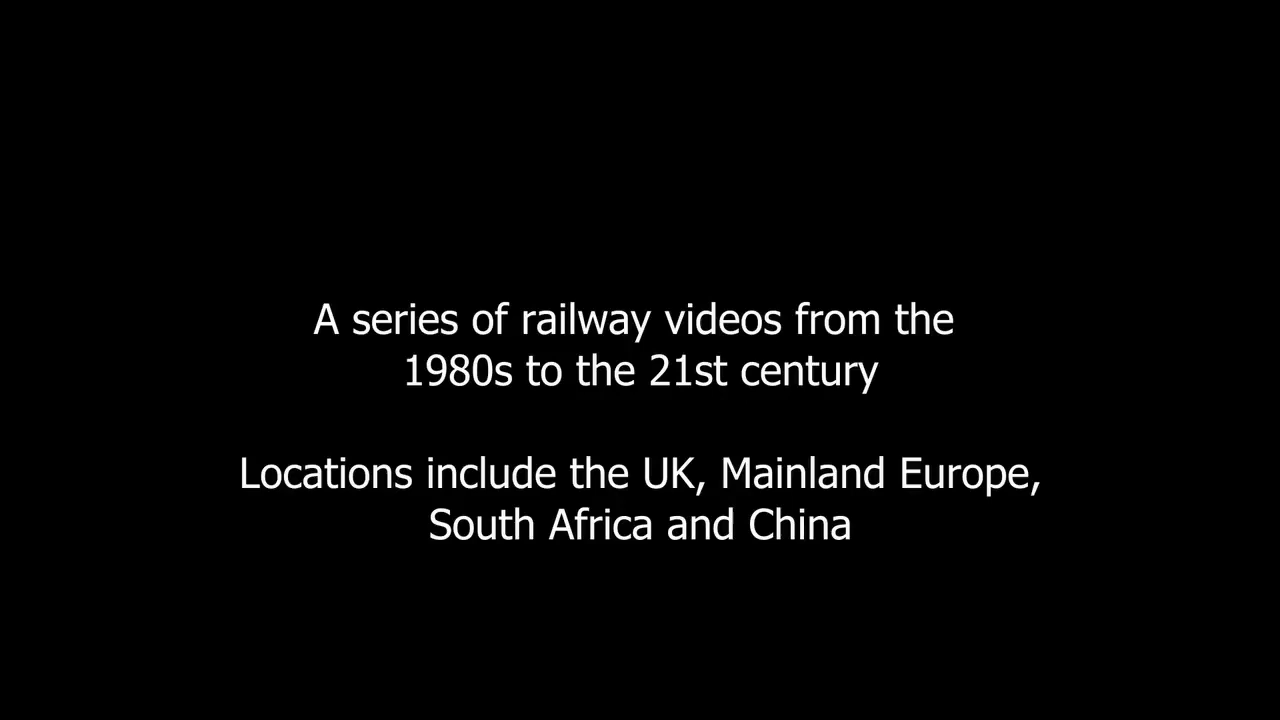 A series of railway videos from the
1980s to the 21st century
Locations include the UK, Mainland Europe,
South Africa and China